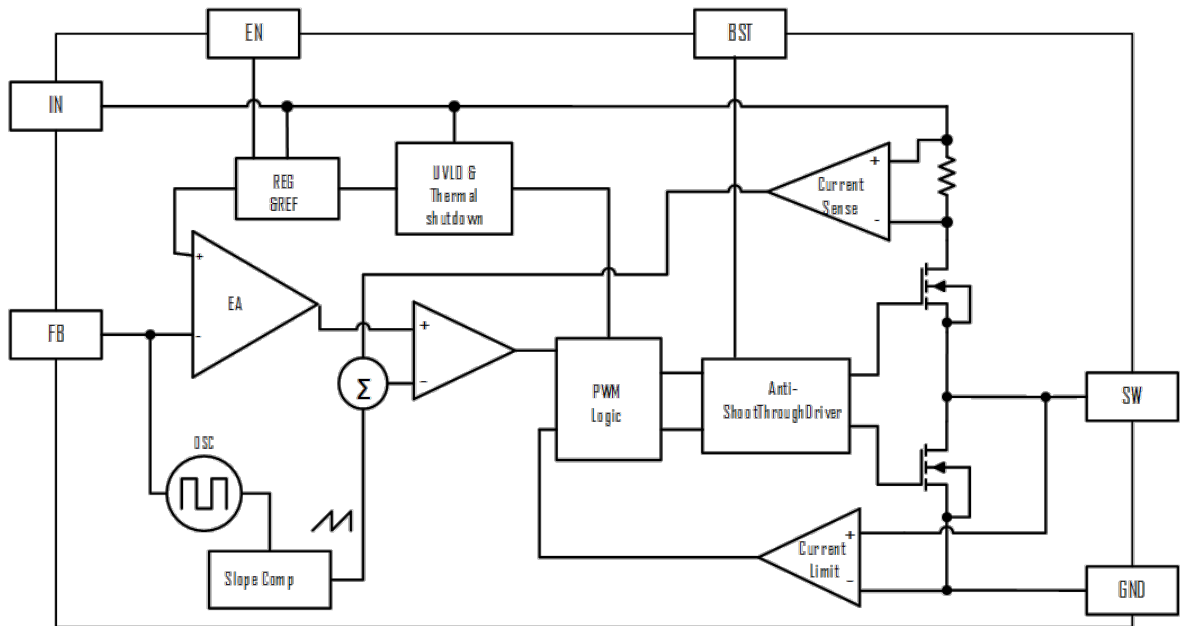 EN
BST
IN
REG
&REF
UVLO &
Thermal
shutdown
+
Current
Sense
-
+
EA
-
FB
+
-
Σ
PWM
Logic
Anti-
ShootThroughDriver
SW
OSC
Slope Comp
+
Current
Limit
-
GND